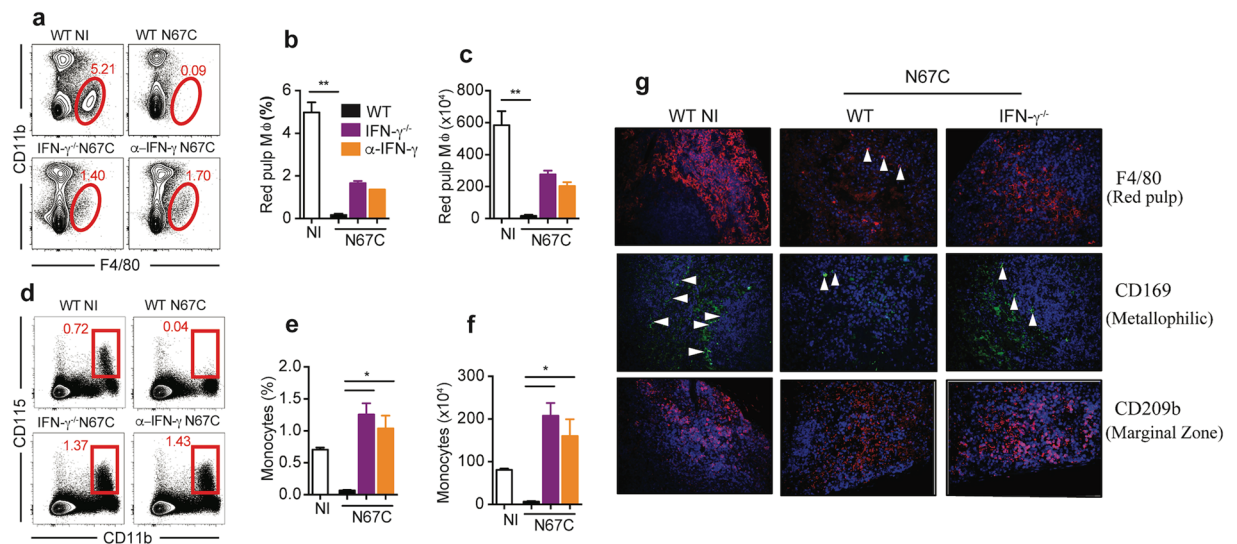 a
WT NI
WT N67C
5.21
0.09
IFN-γ⁻/⁻N67C
α–IFN-γ N67C
1.40
1.70
CD11b
F4/80
b
Red pulp Mϕ (%)
6
4
2
0
**
WT
IFN-γ⁻/⁻
α-IFN-γ
NI
N67C
c
Red pulp Mϕ (x10⁴)
800
600
400
200
0
**
NI
N67C
d
WT NI
WT N67C
0.72
0.04
IFN-γ⁻/⁻N67C
α–IFN-γ N67C
1.37
1.43
CD115
CD11b
e
Monocytes (%)
2.0
1.5
1.0
0.5
0.0
*
NI
N67C
f
Monocytes (x10⁴)
300
200
100
0
*
NI
N67C
g
N67C
WT NI
WT
IFN-γ⁻/⁻
F4/80
(Red pulp)
CD169
(Metallophilic)
CD209b
(Marginal Zone)